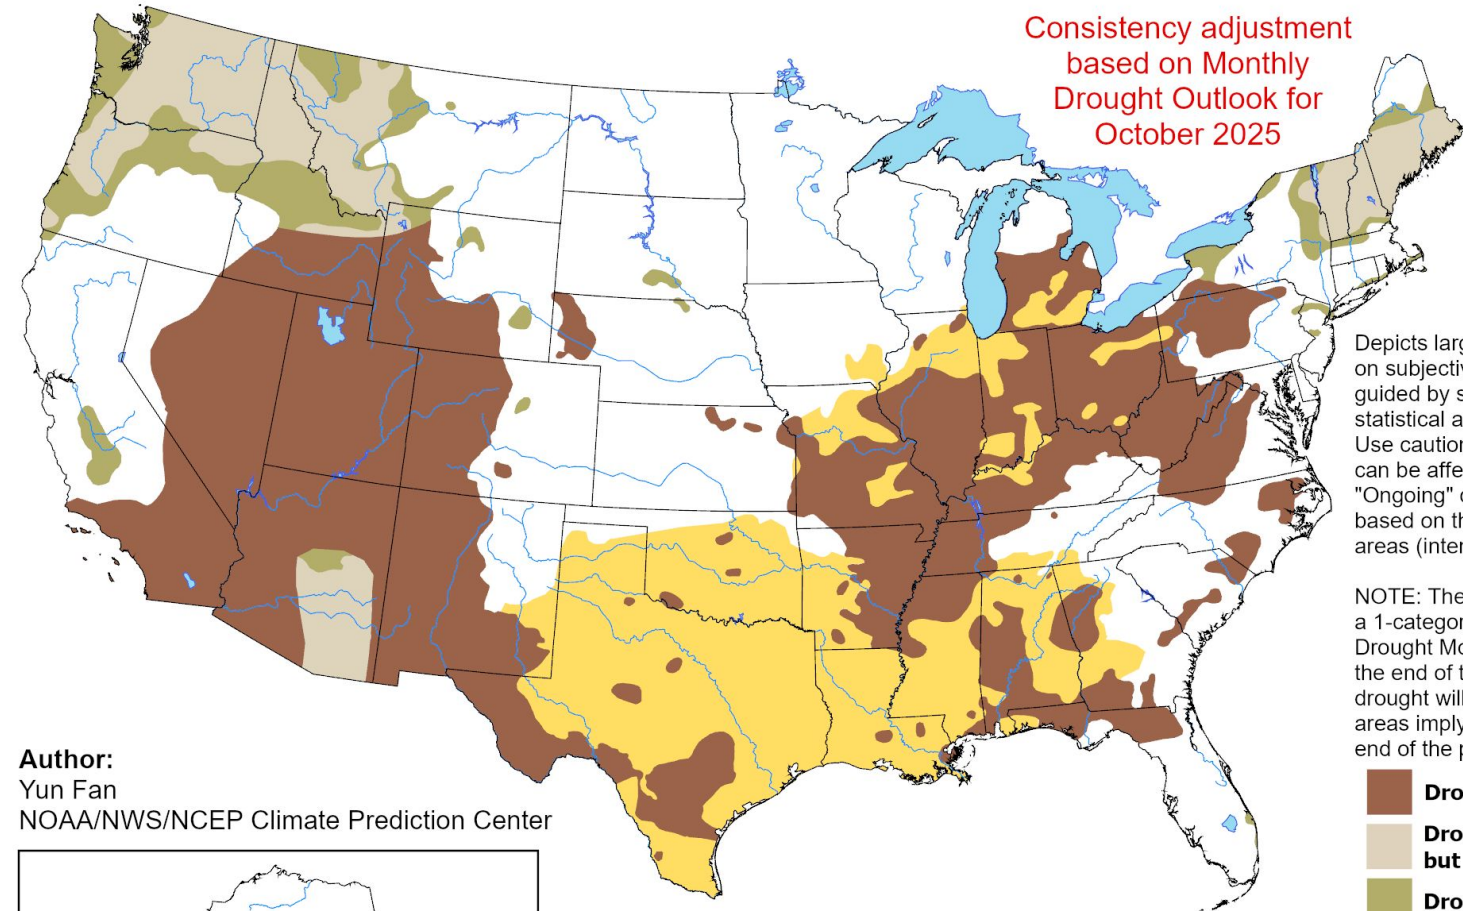 Consistency adjustment
based on Monthly
Drought Outlook for
October 2025
Depicts larg
on subjectiv
guided by s
statistical a
Use caution
can be affe
"Ongoing" d
based on th
areas (inter
NOTE: The
a 1-categor
Drought Mo
the end of t
drought will
areas imply
end of the p
Author:
Yun Fan
NOAA/NWS/NCEP Climate Prediction Center
Dro
Dro
but
Dro